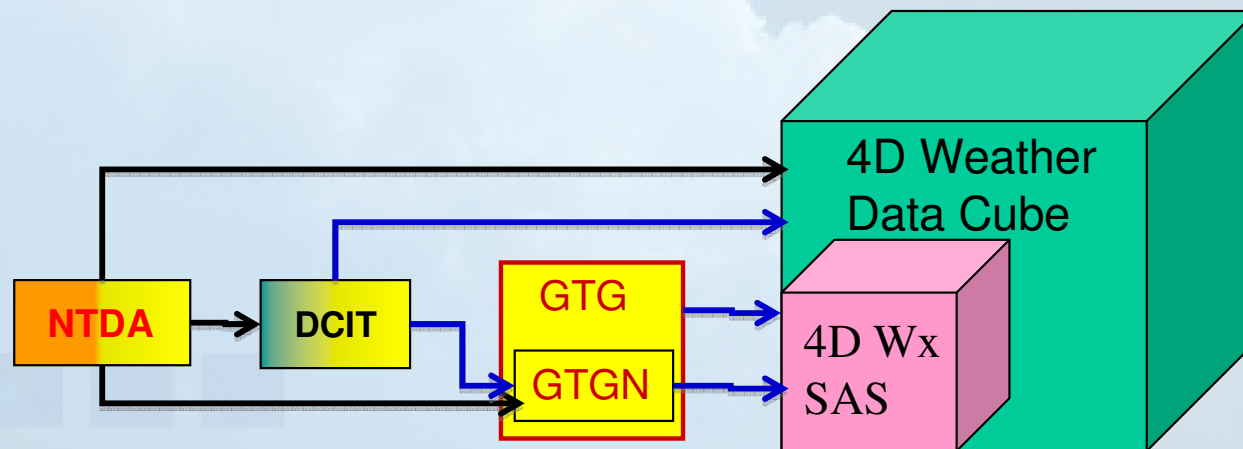 4D Weather
Data Cube
NTDA
DCIT
GTG
GTGN
4D Wx
SAS